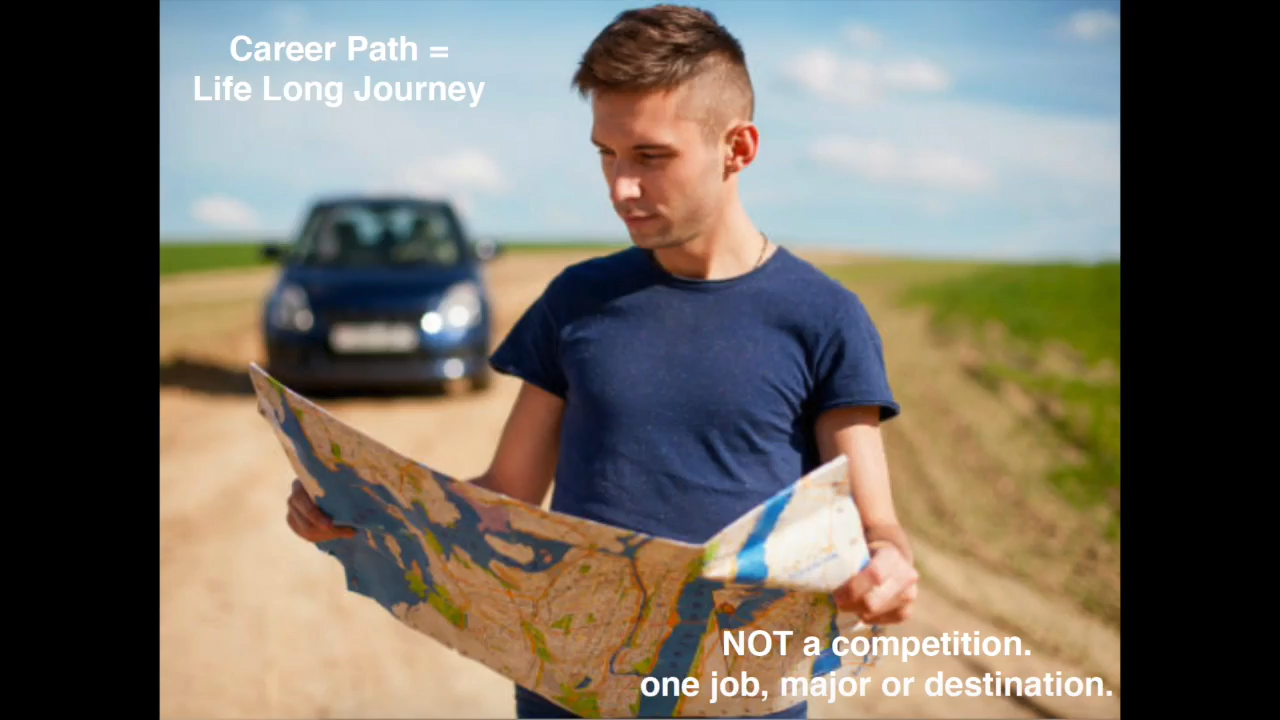 Career Path =
Life Long Journey
NOT a competition.
one job, major or destination.